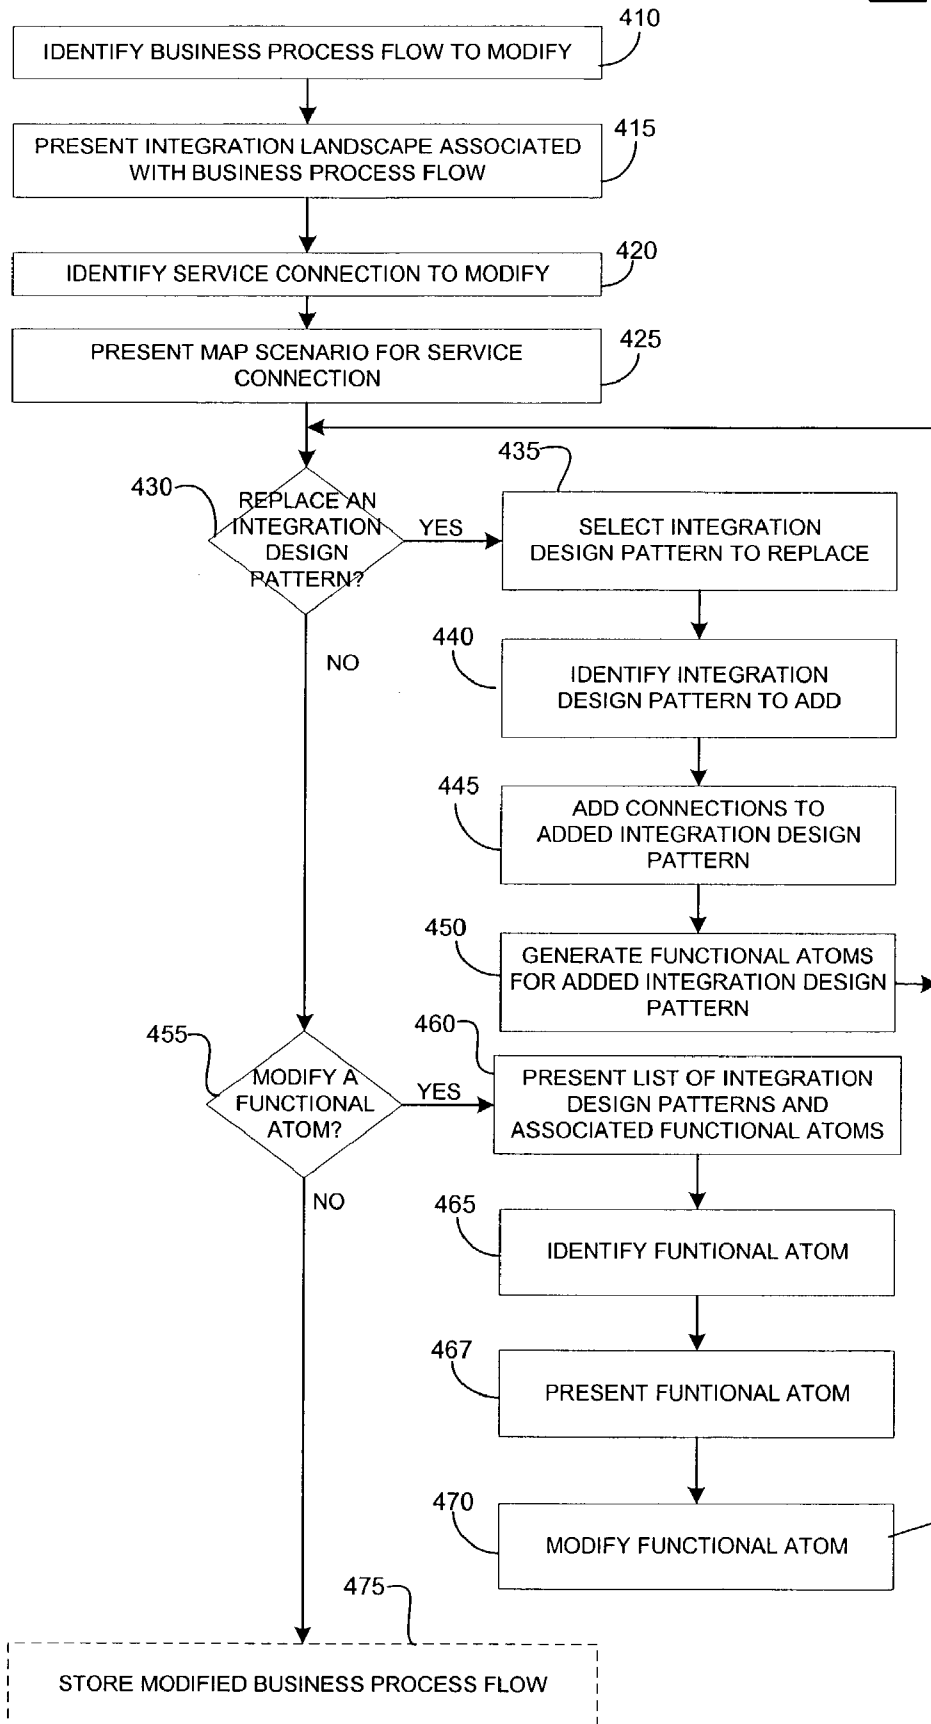 410
IDENTIFY BUSINESS PROCESS FLOW TO MODIFY
415
PRESENT INTEGRATION LANDSCAPE ASSOCIATED
WITH BUSINESS PROCESS FLOW
420
IDENTIFY SERVICE CONNECTION TO MODIFY
425
PRESENT MAP SCENARIO FOR SERVICE
CONNECTION
430
REPLACE AN
INTEGRATION
DESIGN
PATTERN?
YES
NO
435
SELECT INTEGRATION
DESIGN PATTERN TO REPLACE
440
IDENTIFY INTEGRATION
DESIGN PATTERN TO ADD
445
ADD CONNECTIONS TO
ADDED INTEGRATION DESIGN
PATTERN
450
GENERATE FUNCTIONAL ATOMS
FOR ADDED INTEGRATION DESIGN
PATTERN
455
MODIFY A
FUNCTIONAL
ATOM?
YES
NO
460
PRESENT LIST OF INTEGRATION
DESIGN PATTERNS AND
ASSOCIATED FUNCTIONAL ATOMS
465
IDENTIFY FUNTIONAL ATOM
467
PRESENT FUNTIONAL ATOM
470
MODIFY FUNCTIONAL ATOM
475
STORE MODIFIED BUSINESS PROCESS FLOW